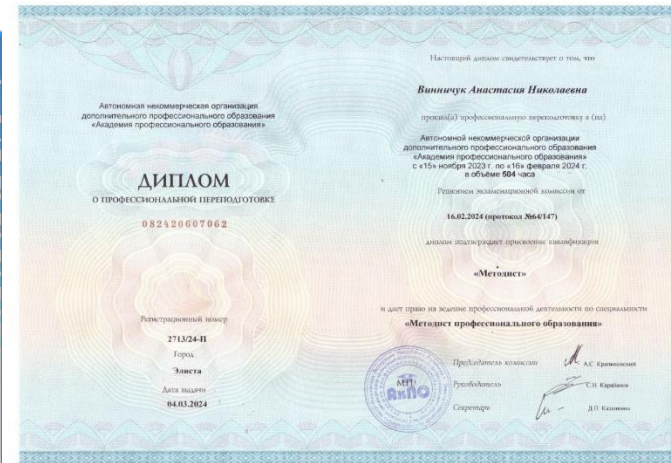 Автономная некоммерческая организация
дополнительного профессионального образования
«Академия профессионального образования»
ДИПЛОМ
О ПРОФЕССИОНАЛЬНОЙ ПЕРЕПОДГОТОВКЕ
082420607062
Регистрационный номер
2713/24-П
Город
Элиста
Дата выдачи
04.03.2024
Настоящий диплом свидетельствует о том, что
Винничук Анастасия Николаевна
прошёл(а) профессиональную переподготовку в (на)
Автономной некоммерческой организации
дополнительного профессионального образования
«Академия профессионального образования»
с «15» ноября 2023 г. по «16» февраля 2024 г.
в объёме 504 часа
Решением экзаменационной комиссии от
16.02.2024 (протокол №64/147)
диплом подтверждает присвоение квалификации
«Методист»
и дает право на ведение профессиональной деятельности по специальности
«Методист профессионального образования»
Председатель комиссии А.С.
Руководитель С.Н.
М.П.
АкПО
Секретарь Д.О.